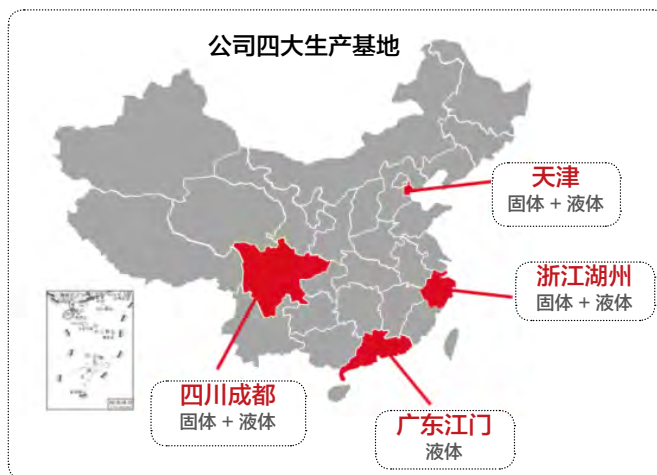 公司四大生产基地
天津
固体 + 液体
浙江湖州
固体 + 液体
四川成都
固体 + 液体
广东江门
液体